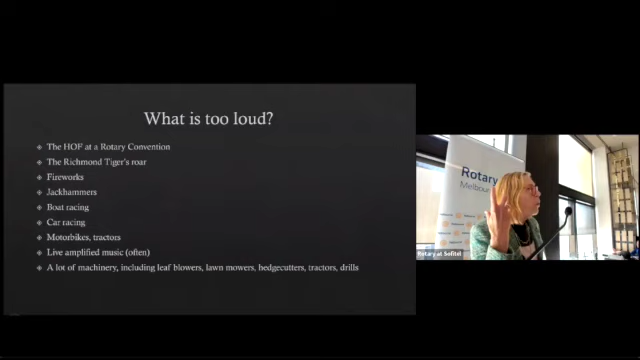 What is too loud?
The HOF at a Rotary Convention
The Richmond Tiger's roar
Fireworks
Jackhammers
Boat racing
Car racing
Motorbikes, tractors
Live amplified music (often)
A lot of machinery, including leaf blowers, lawn mowers, hedgecutters, tractors, drills
Rotary
Melbour
Rotary at Sofitel